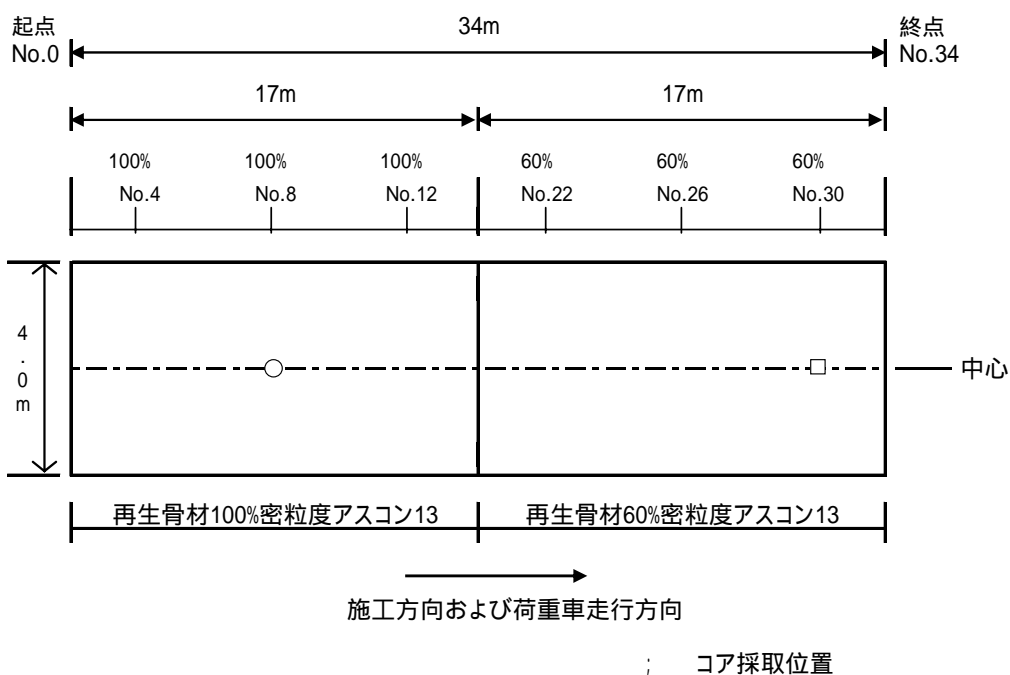 起点
No.0
34m
終点
No.34
17m
17m
100%
100%
100%
60%
60%
60%
No.4
No.8
No.12
No.22
No.26
No.30
4.0m
中心
再生骨材100%密粒度アスコン13
再生骨材60%密粒度アスコン13
施工方向および荷重車走行方向
; コア採取位置